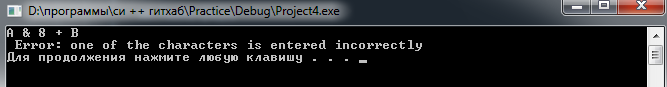 D:\программы\си ++ гитхаб\Practice\Debug\Project4.exe
A & 8 + B
Error: one of the characters is entered incorrectly
Для продолжения нажмите любую клавишу . . . _